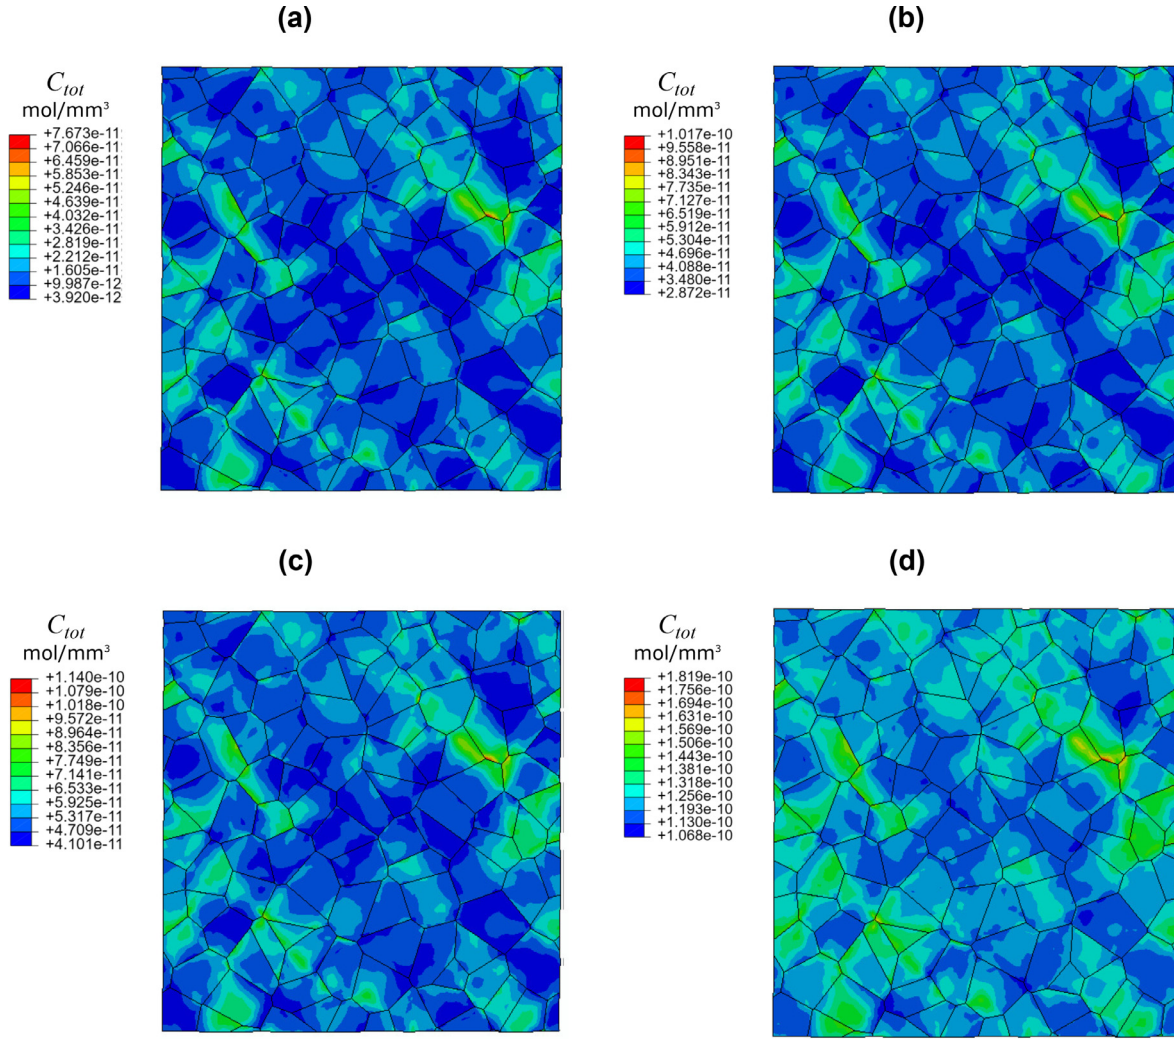 (a)
C_tot
mol/mm³
+7.673e-11
+7.066e-11
+6.459e-11
+5.853e-11
+5.246e-11
+4.639e-11
+4.032e-11
+3.426e-11
+2.819e-11
+2.212e-11
+1.605e-11
+9.987e-12
+3.920e-12
(b)
C_tot
mol/mm³
+1.017e-10
+9.558e-11
+8.951e-11
+8.343e-11
+7.735e-11
+7.127e-11
+6.519e-11
+5.912e-11
+5.304e-11
+4.696e-11
+4.088e-11
+3.480e-11
+2.872e-11
(c)
C_tot
mol/mm³
+1.140e-10
+1.079e-10
+1.018e-10
+9.572e-11
+8.964e-11
+8.356e-11
+7.749e-11
+7.141e-11
+6.533e-11
+5.925e-11
+5.317e-11
+4.709e-11
+4.101e-11
(d)
C_tot
mol/mm³
+1.819e-10
+1.756e-10
+1.694e-10
+1.631e-10
+1.569e-10
+1.506e-10
+1.443e-10
+1.381e-10
+1.318e-10
+1.256e-10
+1.193e-10
+1.130e-10
+1.068e-10